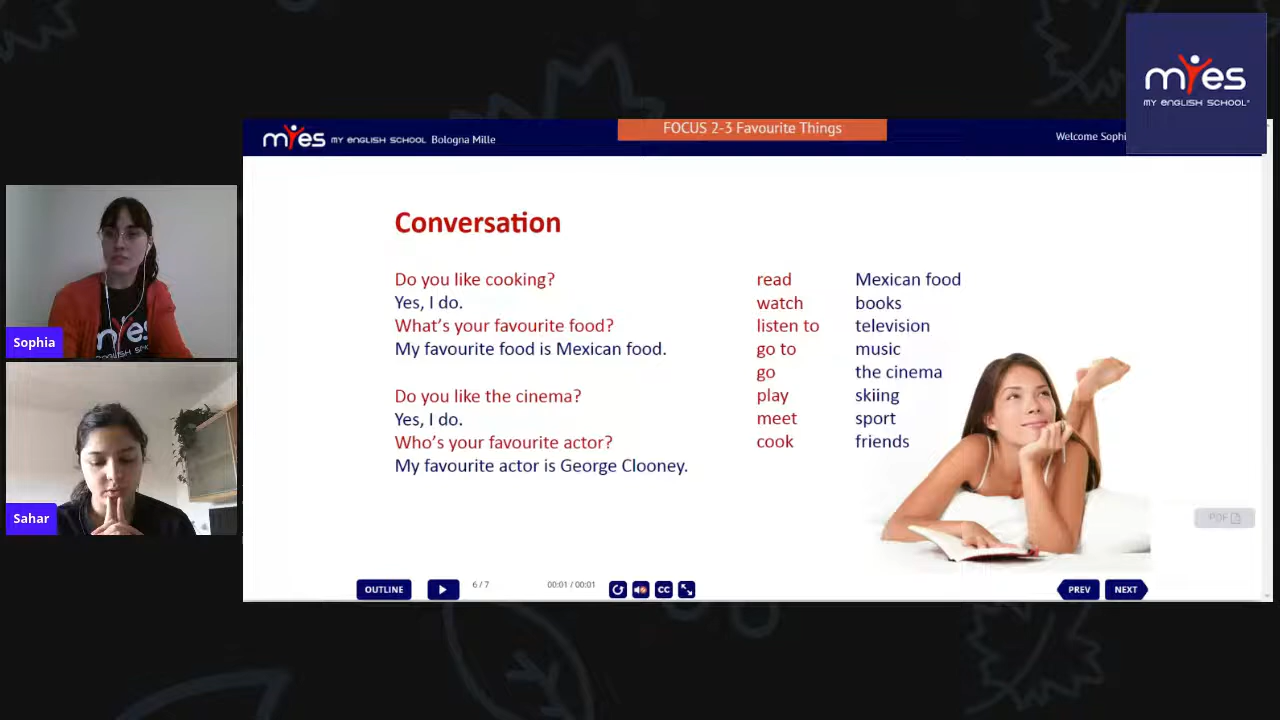 myes
MY ENGLISH SCHOOL®
myes MY ENGLISH SCHOOL Bologna Mille
FOCUS 2-3 Favourite Things
Welcome Sophi
Conversation
Do you like cooking?
Yes, I do.
What's your favourite food?
My favourite food is Mexican food.
Do you like the cinema?
Yes, I do.
Who's your favourite actor?
My favourite actor is George Clooney.
read
watch
listen to
go to
go
play
meet
cook
Mexican food
books
television
music
the cinema
skiing
sport
friends
myes
Sophia
Sahar
PDF
OUTLINE
6 / 7
00:01 / 00:01
CC
PREV
NEXT